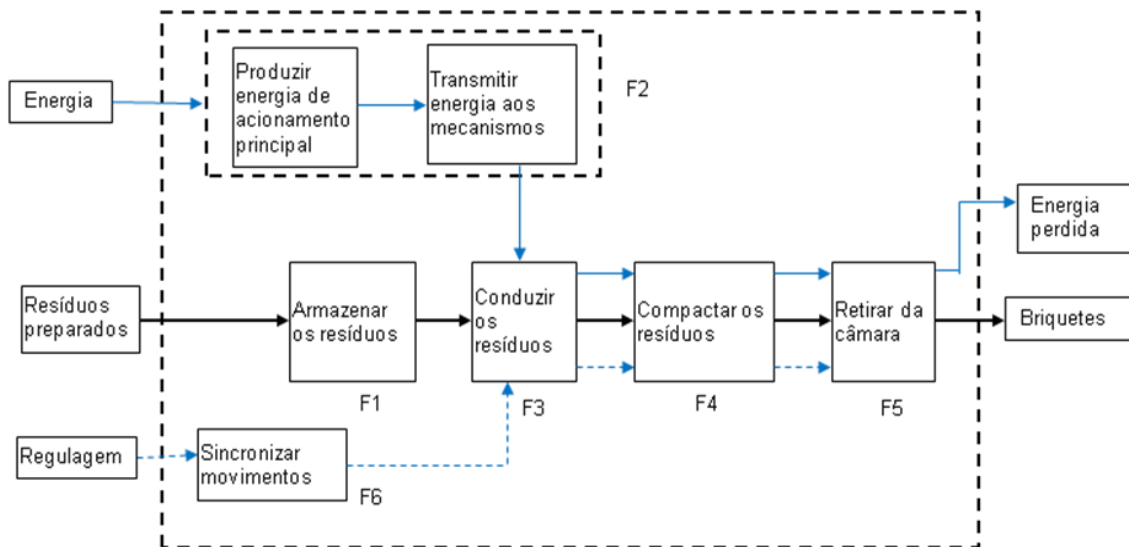 Energia
Produzir
energia de
acionamento
principal
Transmitir
energia aos
mecanismos
F2
Energia
perdida
Resíduos
preparados
Armazenar
os resíduos
F1
Conduzir
os
resíduos
F3
Compactar os
resíduos
F4
Retirar da
câmara
F5
Briquetes
Regulagem
Sincronizar
movimentos
F6